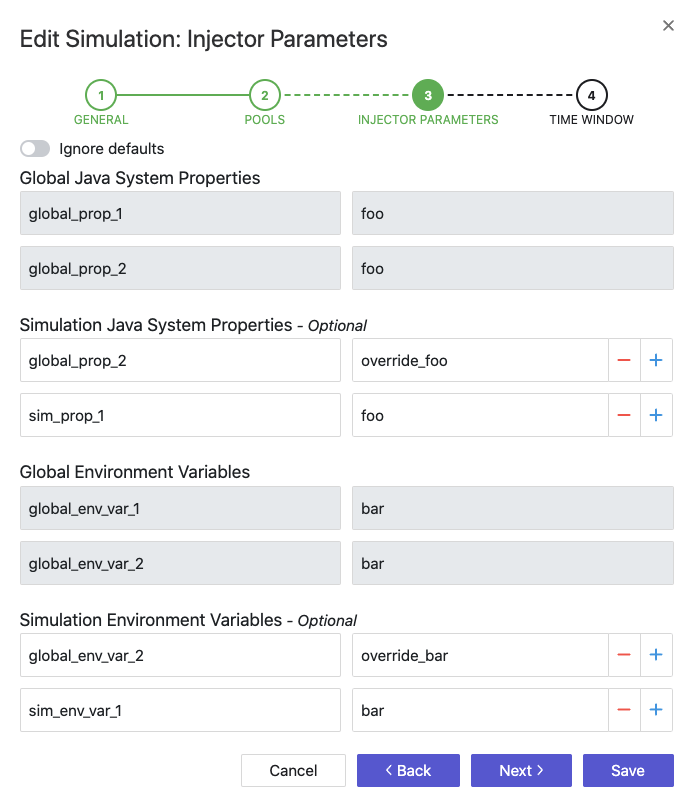 Edit Simulation: Injector Parameters
1 2 3 4
GENERAL POOLS INJECTOR PARAMETERS TIME WINDOW
Ignore defaults
Global Java System Properties
global_prop_1 foo
global_prop_2 foo
Simulation Java System Properties - Optional
global_prop_2 override_foo
sim_prop_1 foo
Global Environment Variables
global_env_var_1 bar
global_env_var_2 bar
Simulation Environment Variables - Optional
global_env_var_2 override_bar
sim_env_var_1 bar
Cancel Back Next Save